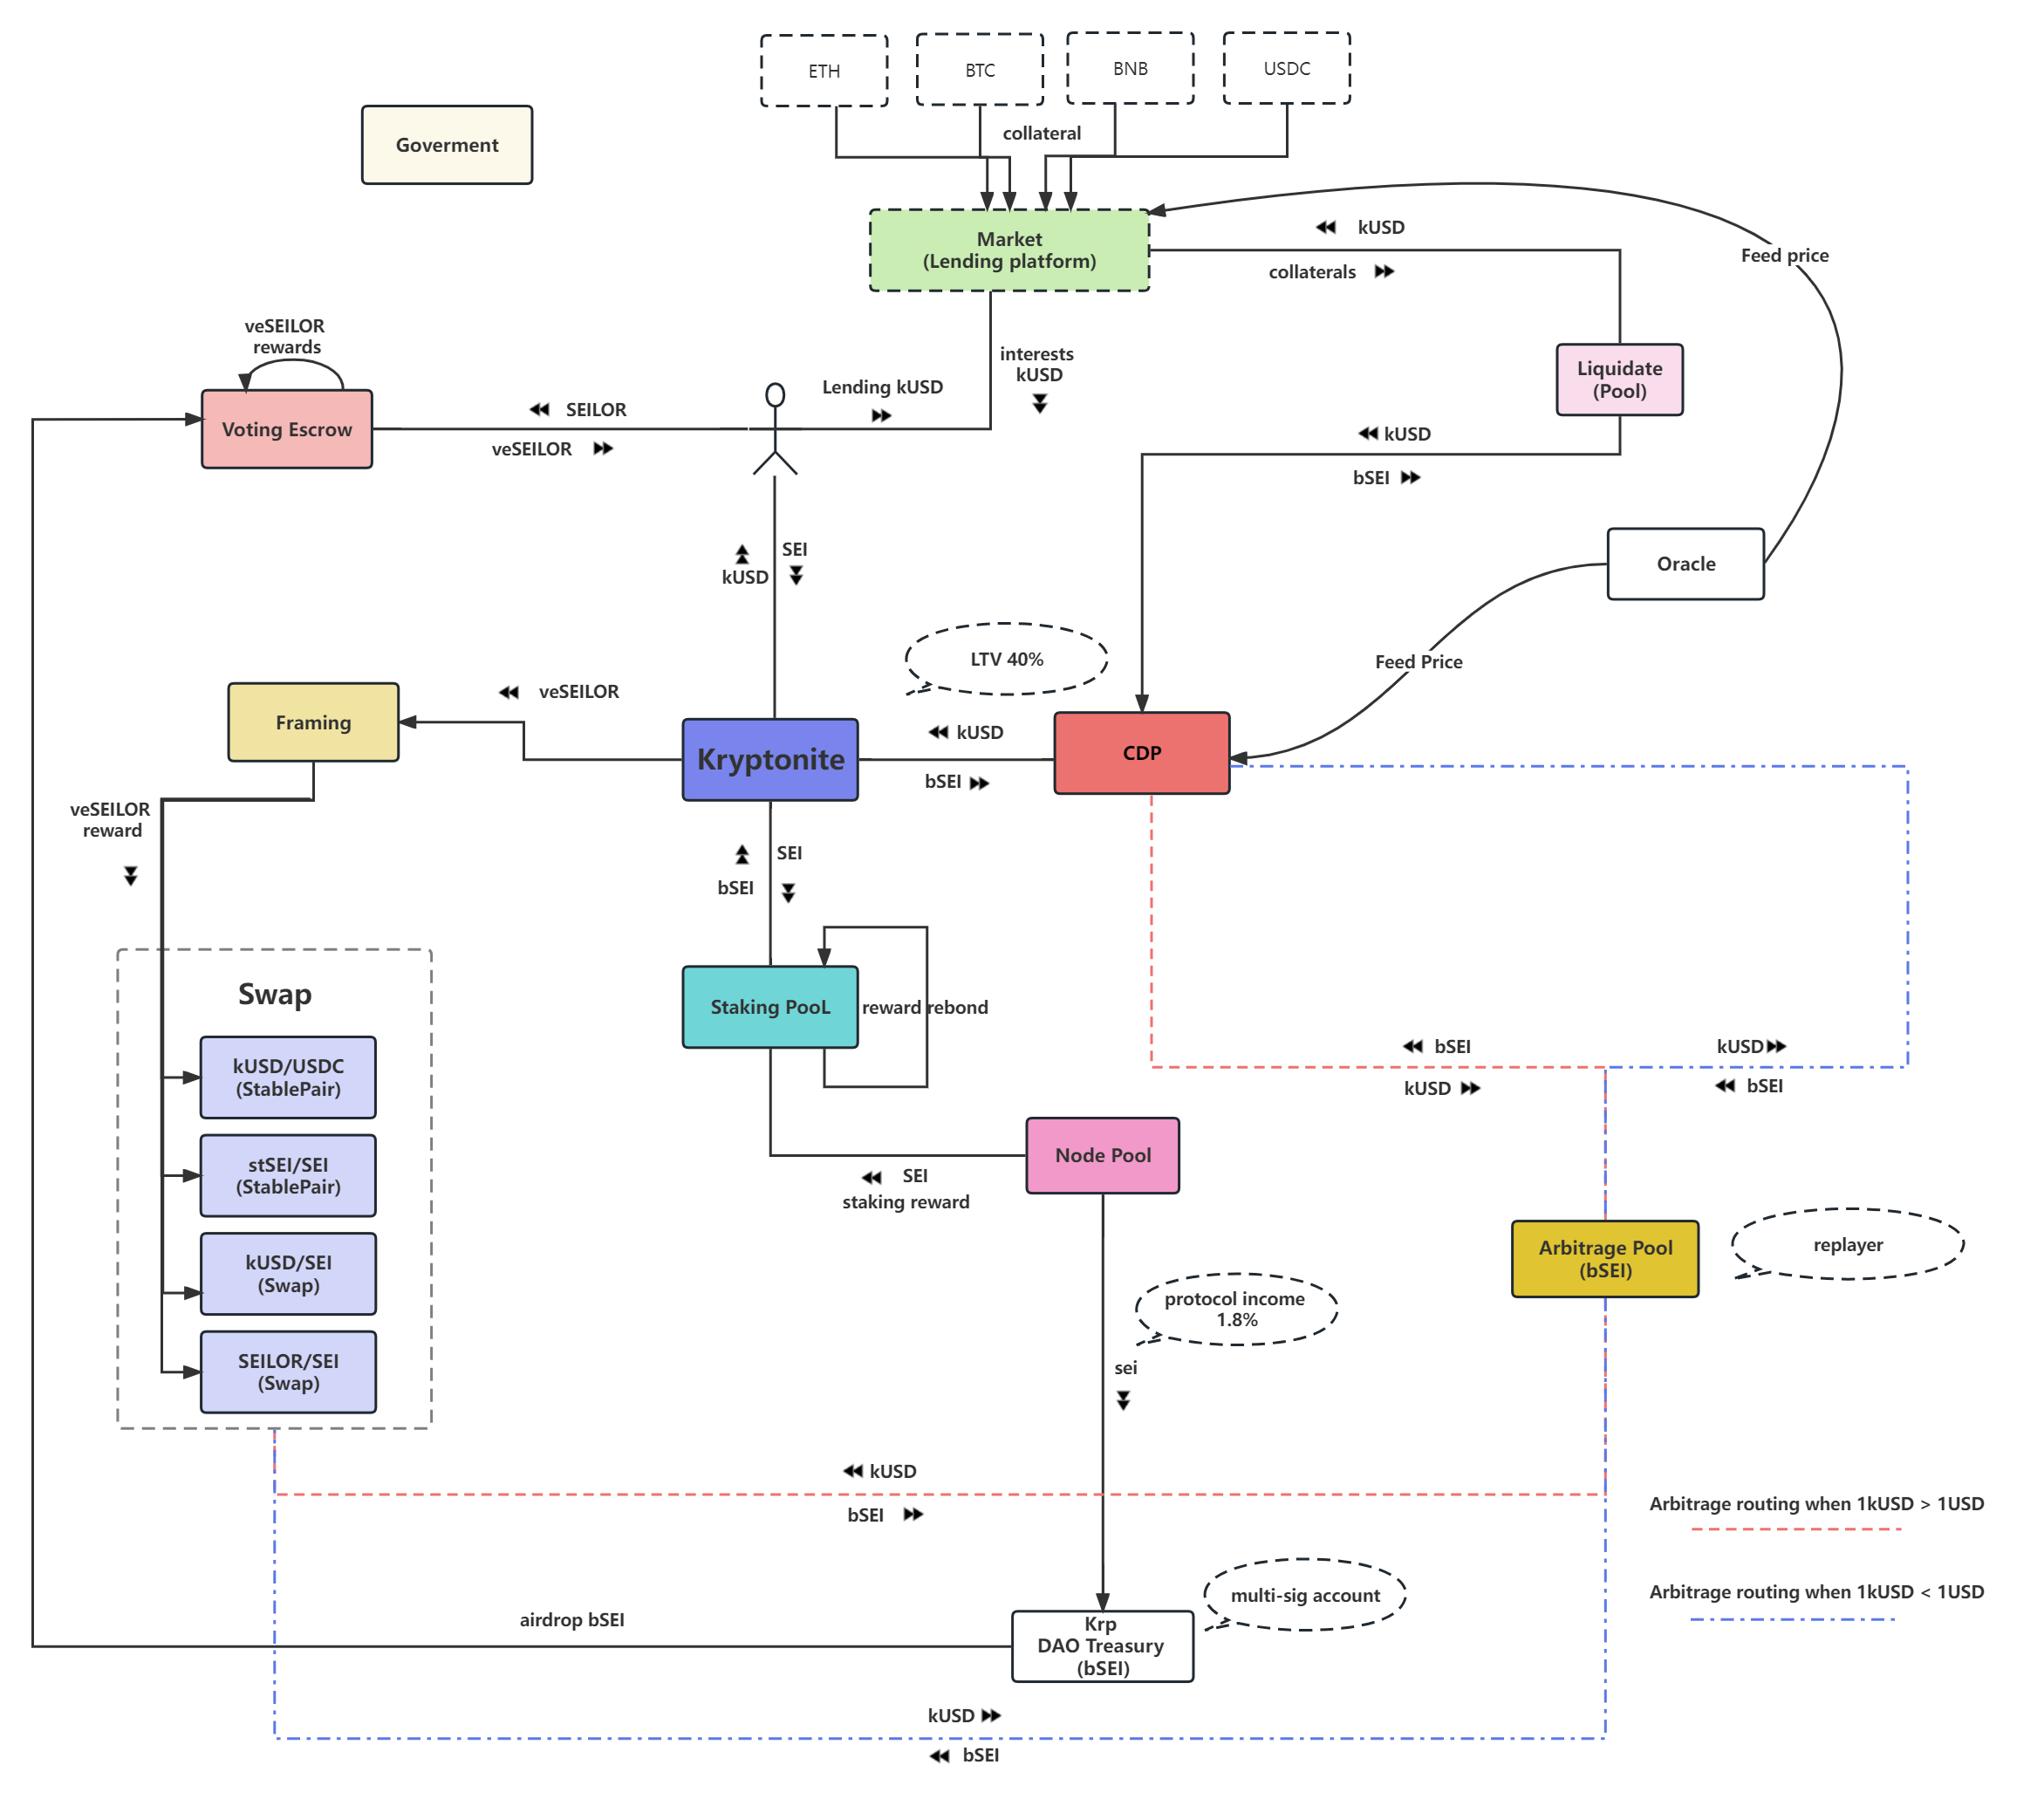 ETH
BTC
BNB
USDC
collateral
Goverment
Market
(Lending platform)
kUSD
collaterals
Feed price
veSEILOR
rewards
Voting Escrow
SEILOR
veSEILOR
Lending kUSD
interests
kUSD
Liquidate
(Pool)
kUSD
bSEI
SEI
kUSD
Oracle
LTV 40%
Feed Price
Framing
veSEILOR
Kryptonite
kUSD
bSEI
CDP
veSEILOR
reward
SEI
bSEI
Swap
Staking PooL
reward rebond
kUSD/USDC
(StablePair)
stSEI/SEI
(StablePair)
kUSD/SEI
(Swap)
SEILOR/SEI
(Swap)
bSEI
kUSD
kUSD
bSEI
Node Pool
SEI
staking reward
Arbitrage Pool
(bSEI)
replayer
protocol income
1.8%
sei
kUSD
bSEI
Arbitrage routing when 1kUSD > 1USD
Arbitrage routing when 1kUSD < 1USD
multi-sig account
airdrop bSEI
Krp
DAO Treasury
(bSEI)
kUSD
bSEI